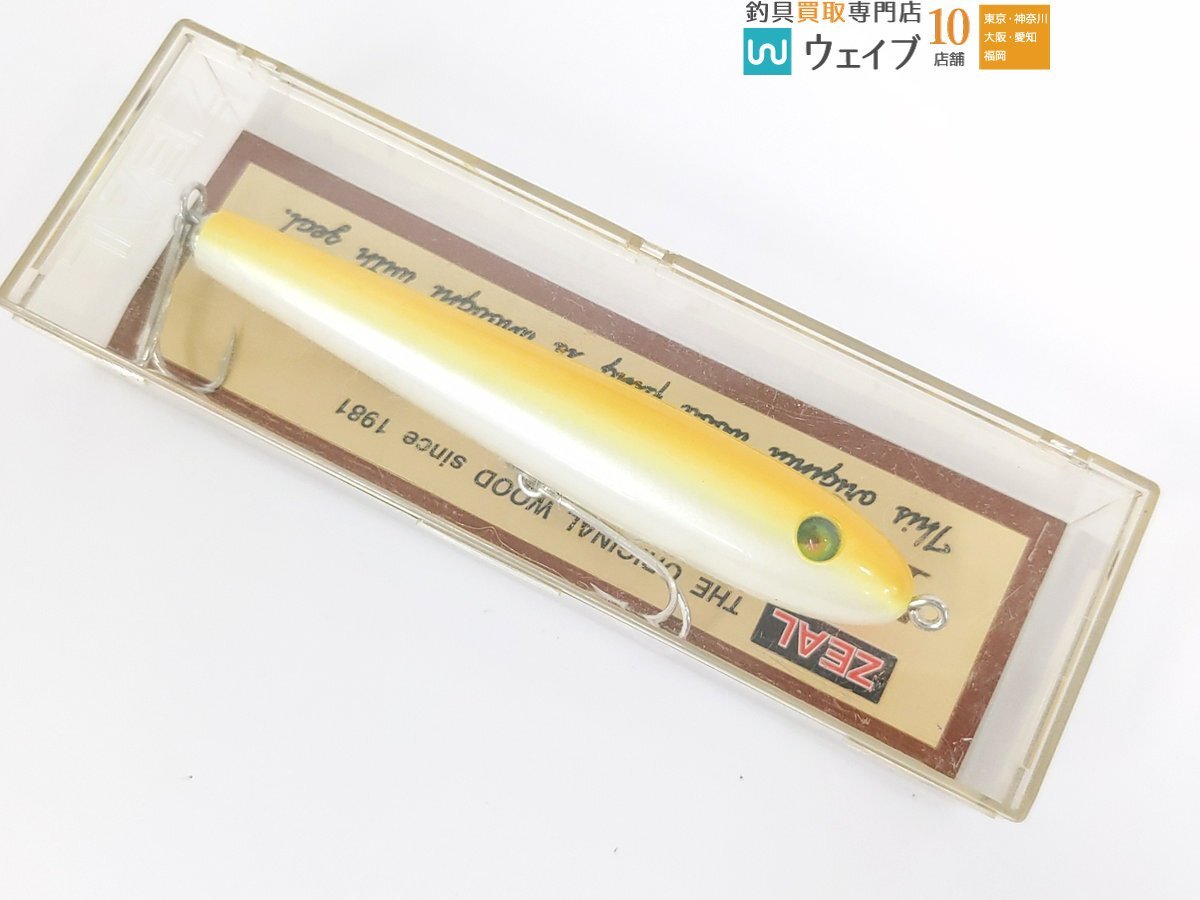 釣具買取専門店
ウェイブ
10
店舗
東京・神奈川
大阪・愛知
福岡
ZEAL
THE ORIGINAL WOOD since 1981
This original wood
is wrought with zeal.